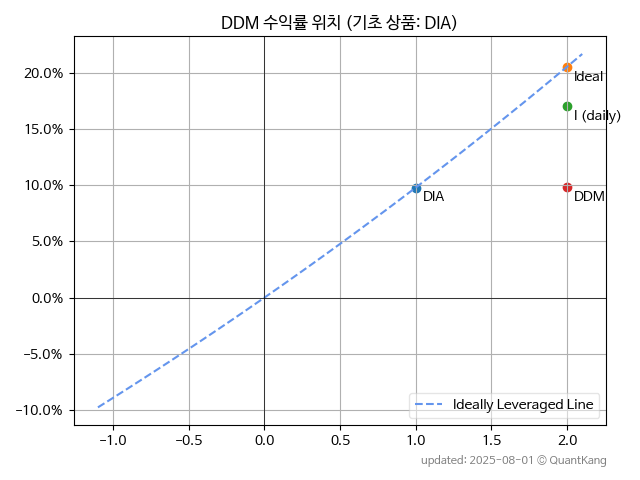 DDM 수익률 위치 (기초 상품: DIA)
20.0%
15.0%
10.0%
5.0%
0.0%
−5.0%
−10.0%
Ideal
I (daily)
DIA
DDM
Ideally Leveraged Line
−1.0 −0.5 0.0 0.5 1.0 1.5 2.0
updated: 2025-08-01 © QuantKang